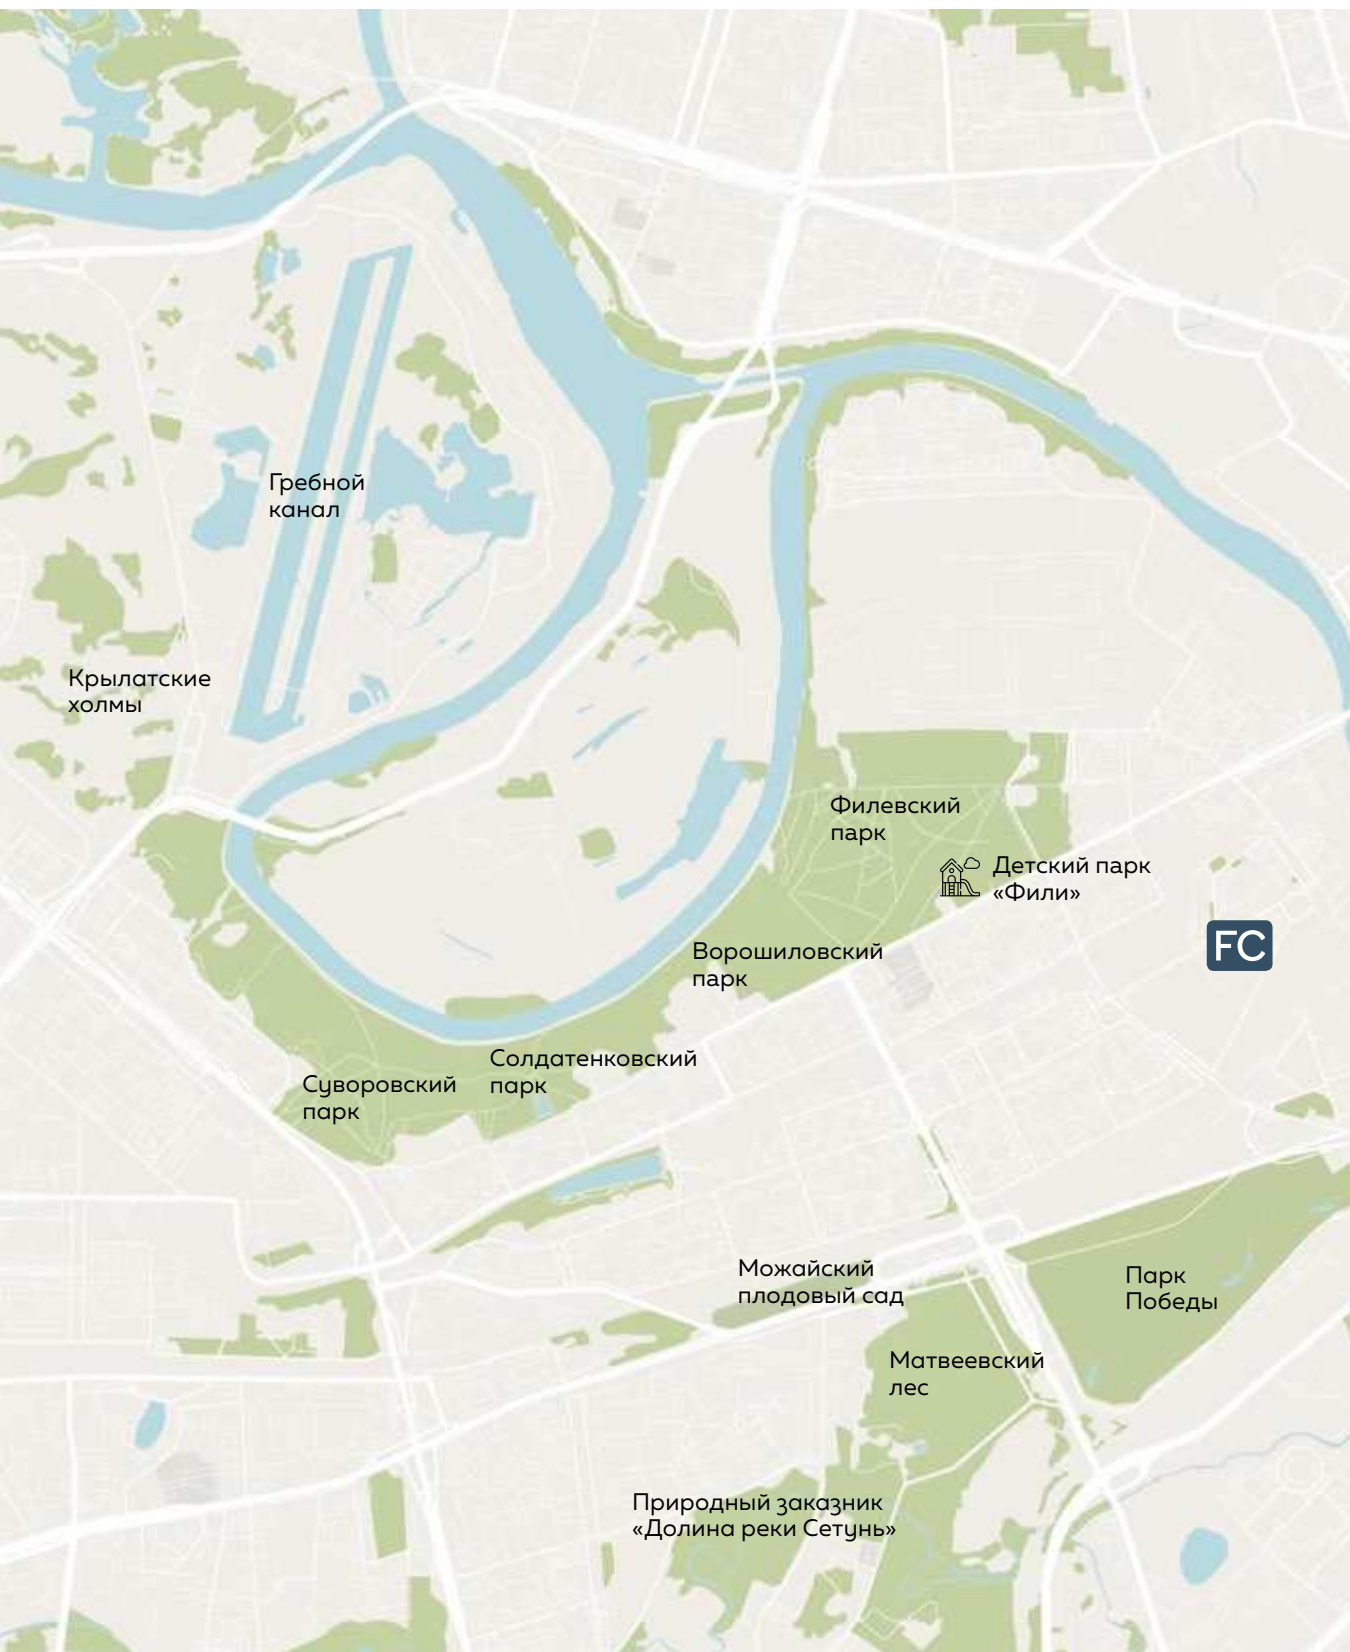 Гребной
канал
Крылатские
холмы
Филевский
парк
Детский парк
«Фили»
FC
Ворошиловский
парк
Солдатенковский
парк
Суворовский
парк
Можайский
плодовый сад
Парк
Победы
Матвеевский
лес
Природный заказник
«Долина реки Сетунь»